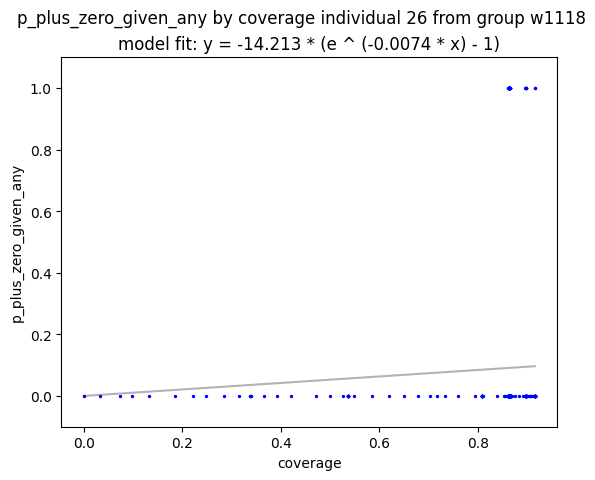 p_plus_zero_given_any by coverage individual 26 from group w1118
model fit: y = -14.213 * (e ^ (-0.0074 * x) - 1)
1.0
0.8
0.6
0.4
0.2
0.0
p_plus_zero_given_any
0.0 0.2 0.4 0.6 0.8
coverage